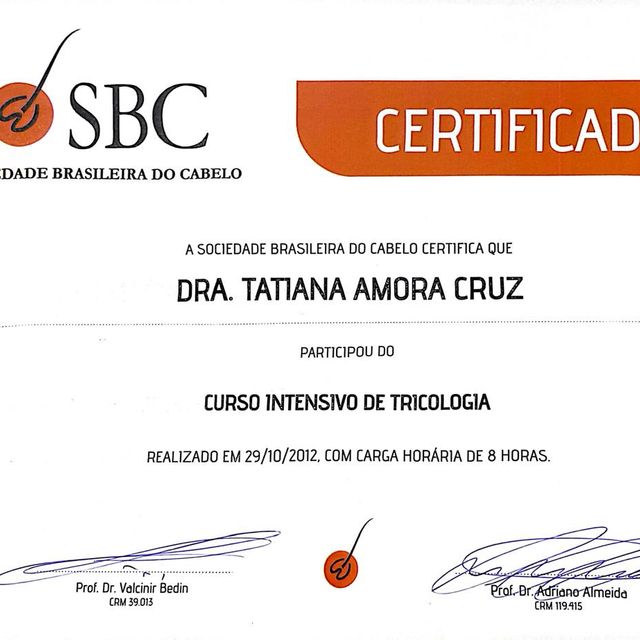 SBC
EDADE BRASILEIRA DO CABELO
CERTIFICAD
A SOCIEDADE BRASILEIRA DO CABELO CERTIFICA QUE
DRA. TATIANA AMORA CRUZ
PARTICIPOU DO
CURSO INTENSIVO DE TRICOLOGIA
REALIZADO EM 29/10/2012, COM CARGA HORÁRIA DE 8 HORAS.
Prof. Dr. Valcinir Bedin
CRM 39.013
Prof. Dr. Adriano Almeida
CRM 119.415